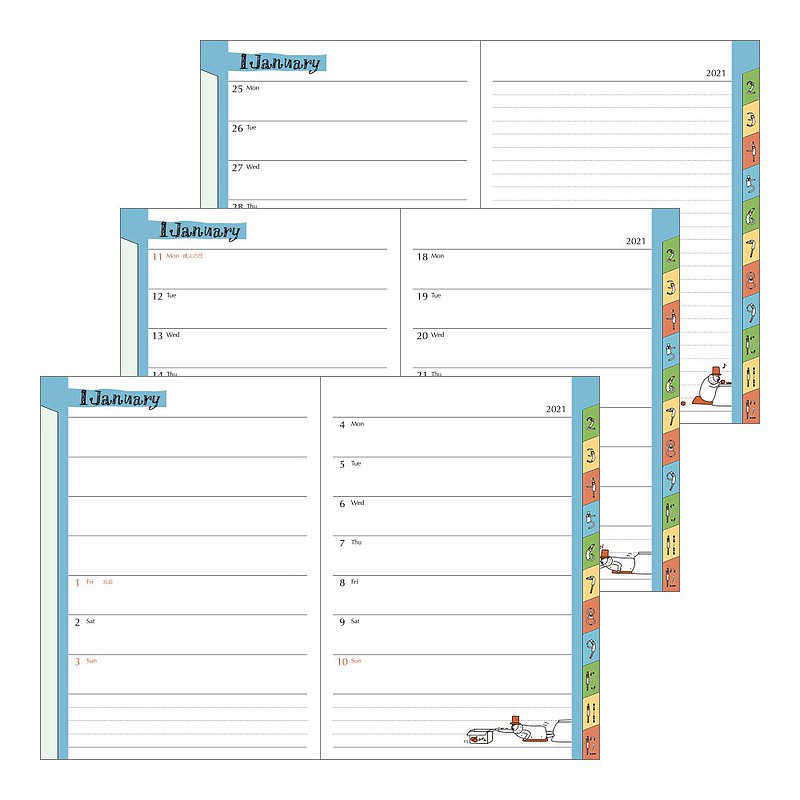 1 January
2021
25 Mon
26 Tue
27 Wed
28 Thu
2
3
4
5
6
7
8
9
10
11
12
1 January
2021
11 Mon 成人の日
18 Mon
12 Tue
19 Tue
13 Wed
20 Wed
14 Thu
21 Thu
2
3
4
5
6
7
8
9
10
11
12
1 January
2021
4 Mon
5 Tue
6 Wed
7 Thu
1 Fri 元日
8 Fri
2 Sat
9 Sat
3 Sun
10 Sun
2
3
4
5
6
7
8
9
10
11
12